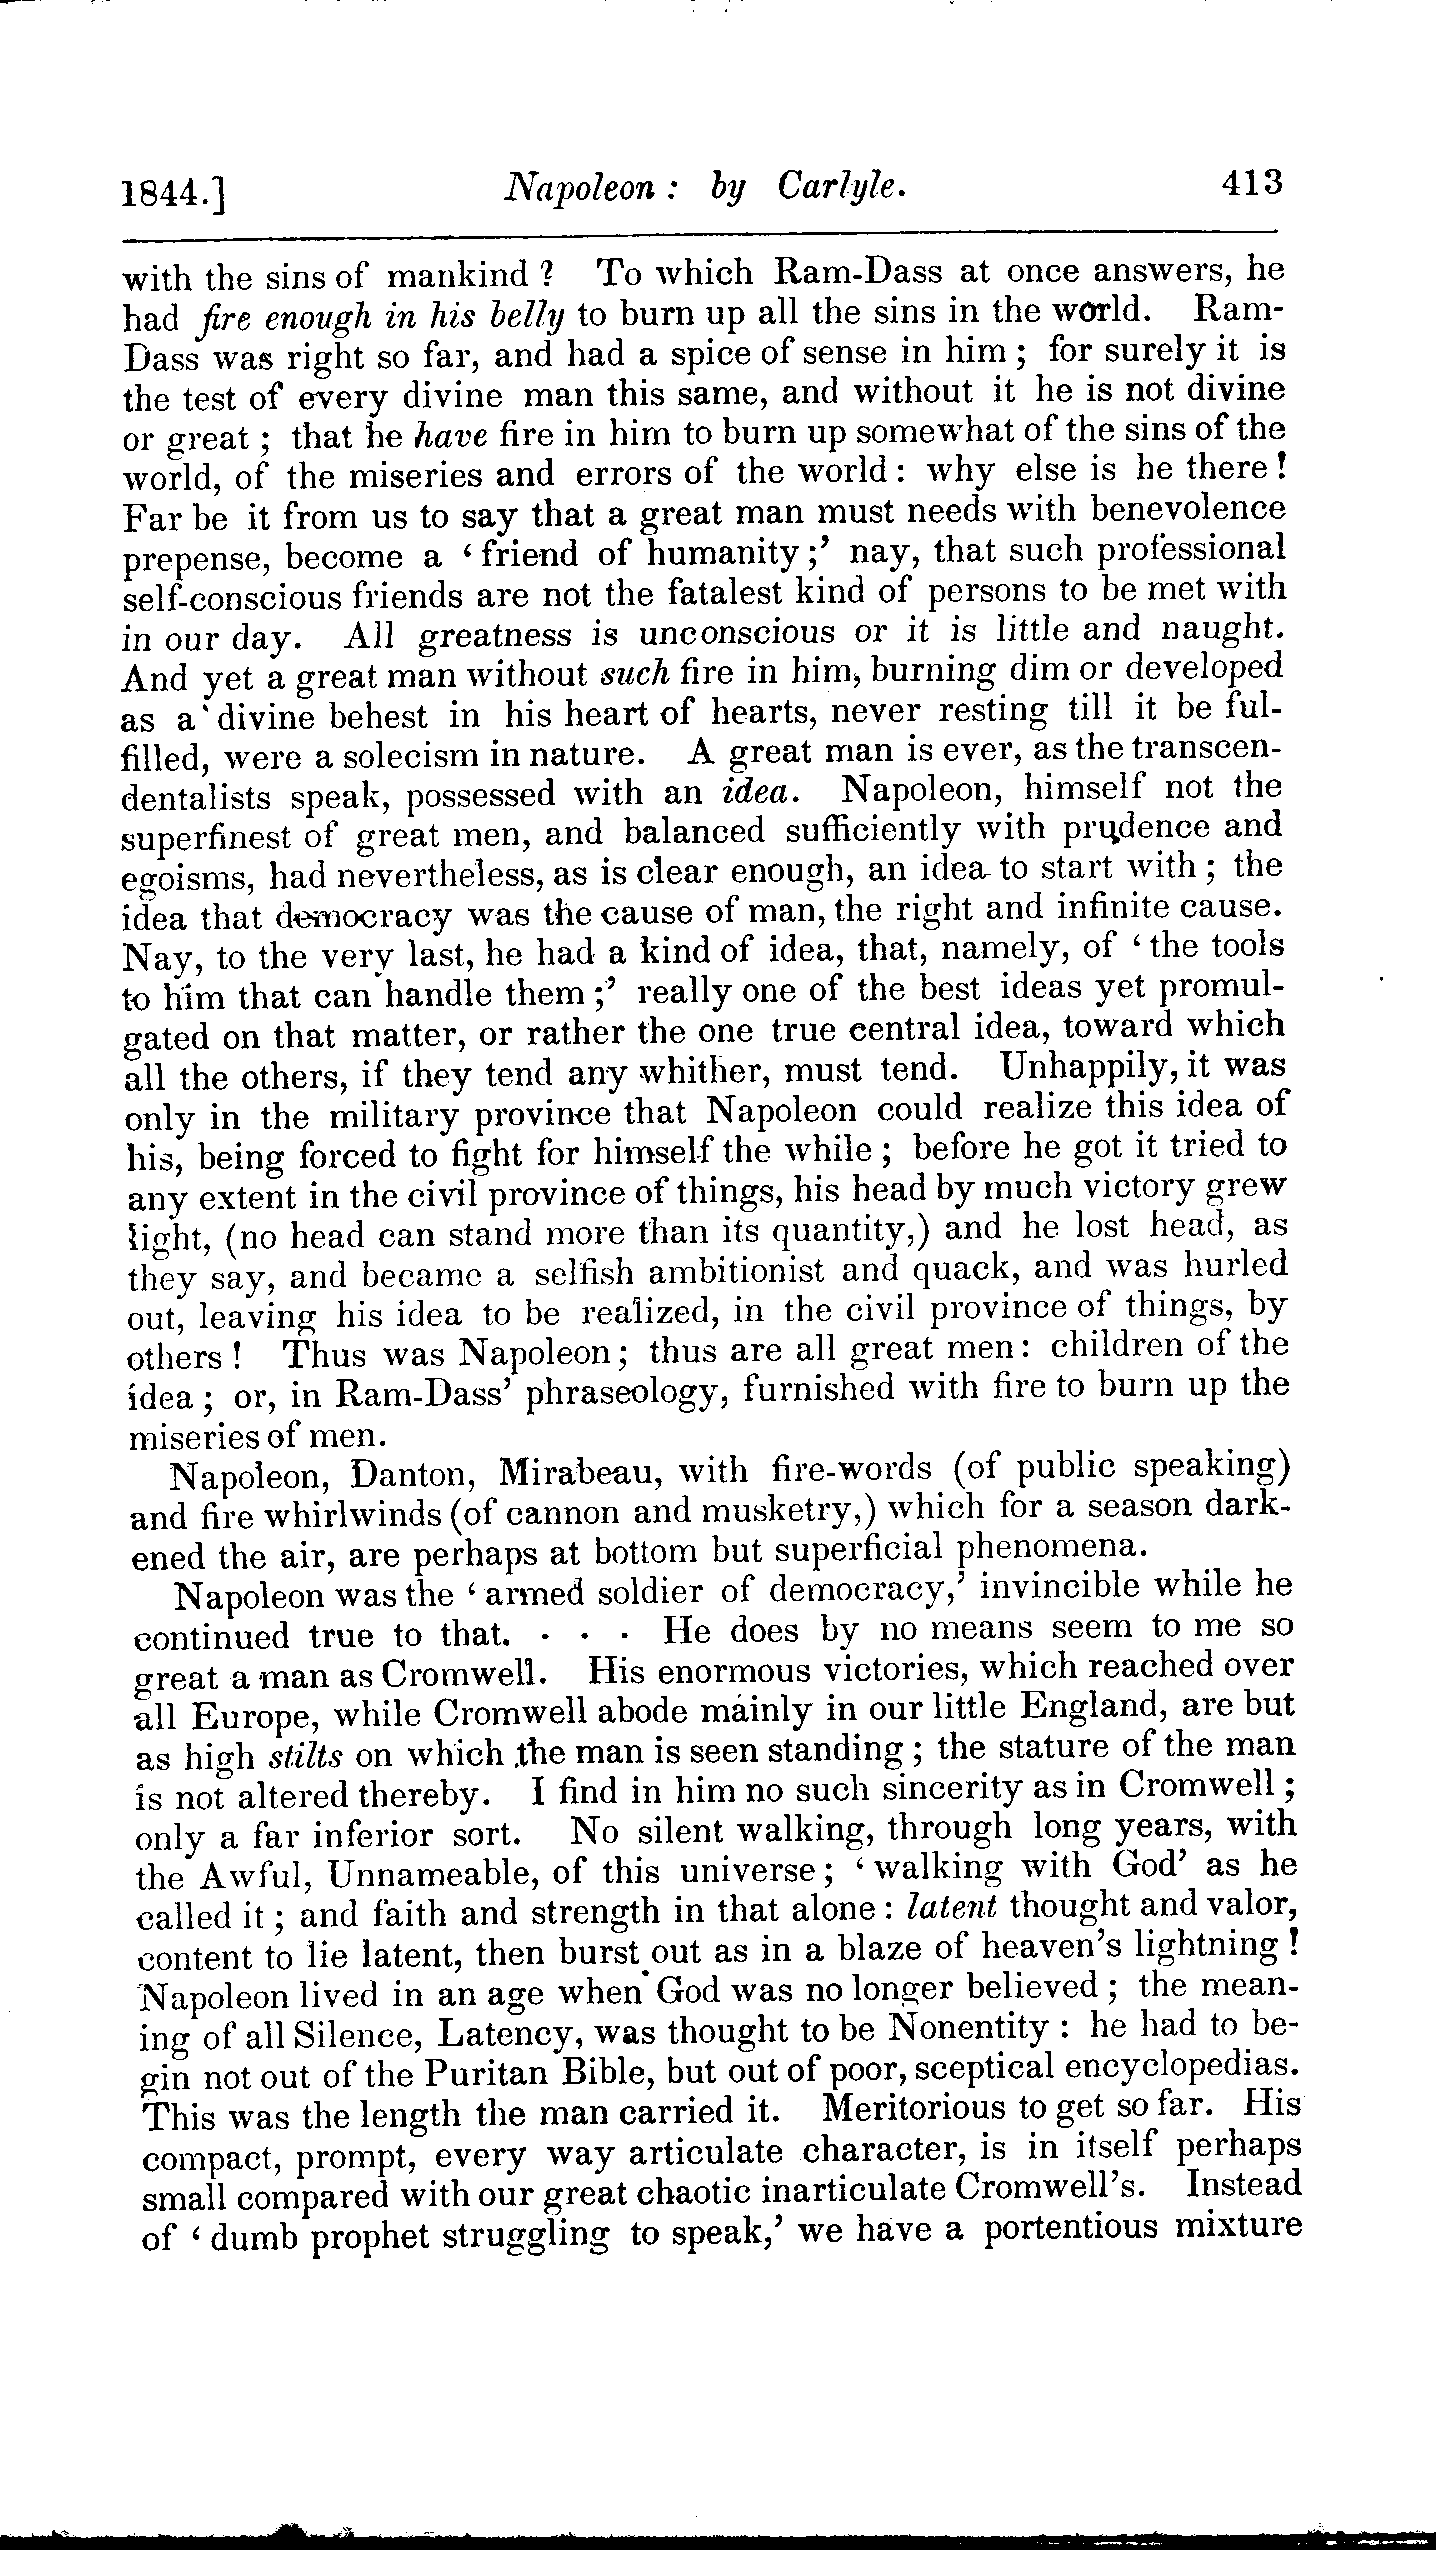 1844.] Napoleon : by Carlyle. 413
with the sins of mankind ? To which Ram-Dass at once answers, he
had fire enough in his belly to burn up all the sins in the world. Ram-
Dass was right so far, and had a spice of sense in him ; for surely it is
the test of every divine man this same, and without it he is not divine
or great ; that he have fire in him to burn up somewhat of the sins of the
world, of the miseries and errors of the world : why else is he there !
Far be it from us to say that a great man must needs with benevolence
prepense, become a ‘ friend of humanity ;’ nay, that such professional
self-conscious friends are not the fatalest kind of persons to be met with
in our day. All greatness is unconscious or it is little and naught.
And yet a great man without such fire in him, burning dim or developed
as a divine behest in his heart of hearts, never resting till it be ful-
filled, were a solecism in nature. A great man is ever, as the transcen-
dentalists speak, possessed with an idea. Napoleon, himself not the
superfinest of great men, and balanced sufficiently with prudence and
egoisms, had nevertheless, as is clear enough, an idea to start with ; the
idea that democracy was the cause of man, the right and infinite cause.
Nay, to the very last, he had a kind of idea, that, namely, of ‘ the tools
to him that can handle them ;’ really one of the best ideas yet promul-
gated on that matter, or rather the one true central idea, toward which
all the others, if they tend any whither, must tend. Unhappily, it was
only in the military province that Napoleon could realize this idea of
his, being forced to fight for himself the while ; before he got it tried to
any extent in the civil province of things, his head by much victory grew
light, (no head can stand more than its quantity,) and he lost head, as
they say, and became a selfish ambitionist and quack, and was hurled
out, leaving his idea to be realized, in the civil province of things, by
others ! Thus was Napoleon ; thus are all great men : children of the
idea ; or, in Ram-Dass’ phraseology, furnished with fire to burn up the
miseries of men.
Napoleon, Danton, Mirabeau, with fire-words (of public speaking)
and fire whirlwinds (of cannon and musketry,) which for a season dark-
ened the air, are perhaps at bottom but superficial phenomena.
Napoleon was the ‘ armed soldier of democracy,’ invincible while he
continued true to that. . . . He does by no means seem to me so
great a man as Cromwell. His enormous victories, which reached over
all Europe, while Cromwell abode mainly in our little England, are but
as high stilts on which the man is seen standing ; the stature of the man
is not altered thereby. I find in him no such sincerity as in Cromwell ;
only a far inferior sort. No silent walking, through long years, with
the Awful, Unnameable, of this universe ; ‘ walking with God’ as he
called it ; and faith and strength in that alone : latent thought and valor,
content to lie latent, then burst out as in a blaze of heaven’s lightning !
Napoleon lived in an age when God was no longer believed ; the mean-
ing of all Silence, Latency, was thought to be Nonentity : he had to be-
gin not out of the Puritan Bible, but out of poor, sceptical encyclopedias.
This was the length the man carried it. Meritorious to get so far. His
compact, prompt, every way articulate character, is in itself perhaps
small compared with our great chaotic inarticulate Cromwell’s. Instead
of ‘ dumb prophet struggling to speak,’ we have a portentious mixture